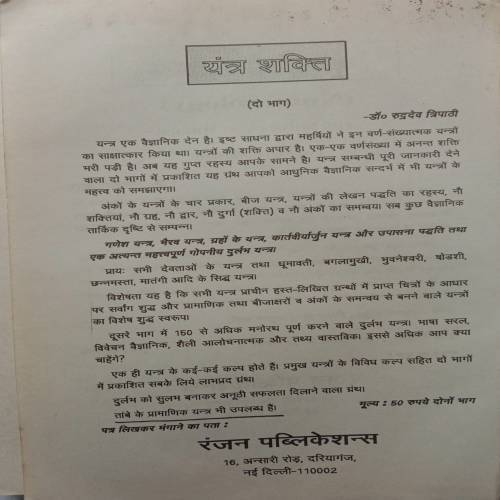 यंत्र शक्ति
(दो भाग)
-डॉ० रुद्रदेव त्रिपाठी
यन्त्र एक वैज्ञानिक देन है। इष्ट साधना द्वारा महर्षियों ने इन वर्ण-संख्यात्मक यन्त्रों
का साक्षात्कार किया था। यन्त्रों की शक्ति अपार है। एक-एक वर्णसंख्या में अनन्त शक्ति
भरी पड़ी है। अब यह गुप्त रहस्य आपके सामने है। यन्त्र सम्बन्धी पूरी जानकारी देने
वाला दो भागों में प्रकाशित यह ग्रंथ आपको आधुनिक वैज्ञानिक सन्दर्भ में भी यन्त्रों के
महत्त्व को समझाएगा।
अंकों के यन्त्रों के चार प्रकार, बीज यन्त्र, यन्त्रों की लेखन पद्धति का रहस्य, नौ
शक्तियां, नौ ग्रह, नौ द्वार, नौ दुर्गा (शक्ति) व नौ अंकों का समन्वय। सब कुछ वैज्ञानिक
तार्किक दृष्टि से सम्पन्न।
गणेश यन्त्र, भैरव यन्त्र, ग्रहों के यन्त्र, कार्तवीर्यार्जुन यन्त्र और उपासना पद्धति तथा
एक अत्यन्त महत्त्वपूर्ण गोपनीय दुर्लभ यन्त्र।
प्रायः सभी देवताओं के यन्त्र तथा धूमावती, बगलामुखी, भुवनेश्वरी, षोडशी,
छन्नमस्ता, मातंगी आदि के सिद्ध यन्त्र।
विशेषता यह है कि सभी यन्त्र प्राचीन हस्त-लिखित ग्रन्थों में प्राप्त चित्रों के आधार
पर सर्वांग शुद्ध और प्रामाणिक तथा बीजाक्षरों व अंकों के समन्वय से बनने वाले यन्त्रों
का विशेष शुद्ध स्वरूप।
दूसरे भाग में 150 से अधिक मनोरथ पूर्ण करने वाले दुर्लभ यन्त्र। भाषा सरल,
विवेचन वैज्ञानिक, शैली आलोचनात्मक और तथ्य वास्तविक। इससे अधिक आप क्या
चाहेंगे?
एक ही यन्त्र के कई-कई कल्प होते हैं। प्रमुख यन्त्रों के विविध कल्प सहित दो भागों
में प्रकाशित सबके लिये लाभप्रद ग्रंथ।
दुर्लभ को सुलभ बनाकर अनूठी सफलता दिलाने वाला ग्रंथ।
तांबे के प्रामाणिक यन्त्र भी उपलब्ध हैं। मूल्य : 50 रुपये दोनों भाग
पत्र लिखकर मंगाने का पता :
रंजन पब्लिकेशन्स
16, अन्सारी रोड़, दरियागंज,
नई दिल्ली-110002